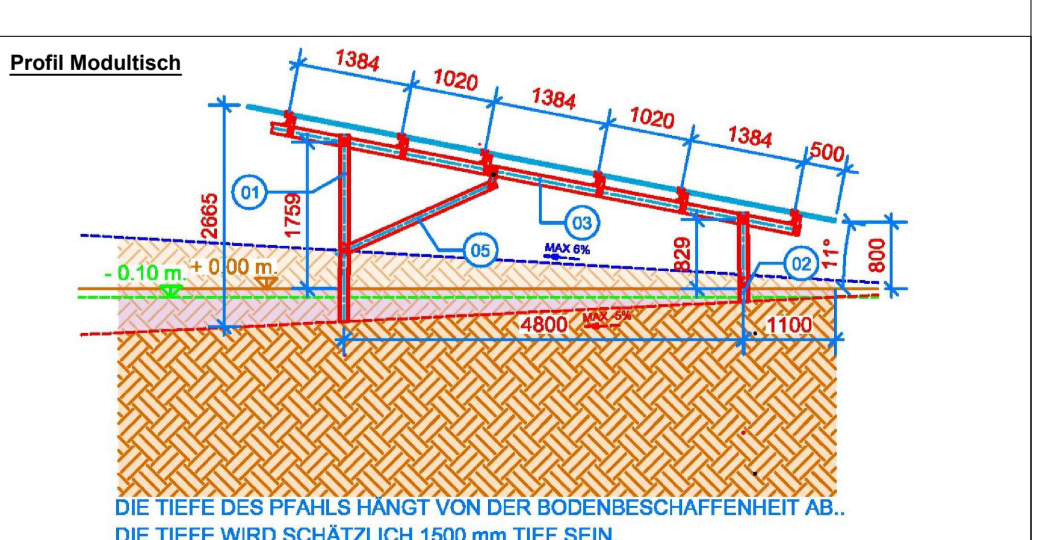 Profil Modultisch
1384
1020
1384
1020
1384
500
01
2665
1759
03
05
829
02
11°
800
MAX 6%
- 0.10 m.
+ 0.00 m.
4800
MAX 5%
1100
DIE TIEFE DES PFAHLS HÄNGT VON DER BODENBESCHAFFENHEIT AB..
DIE TIEFE WIRD SCHÄTZLICH 1500 mm TIEF SEIN